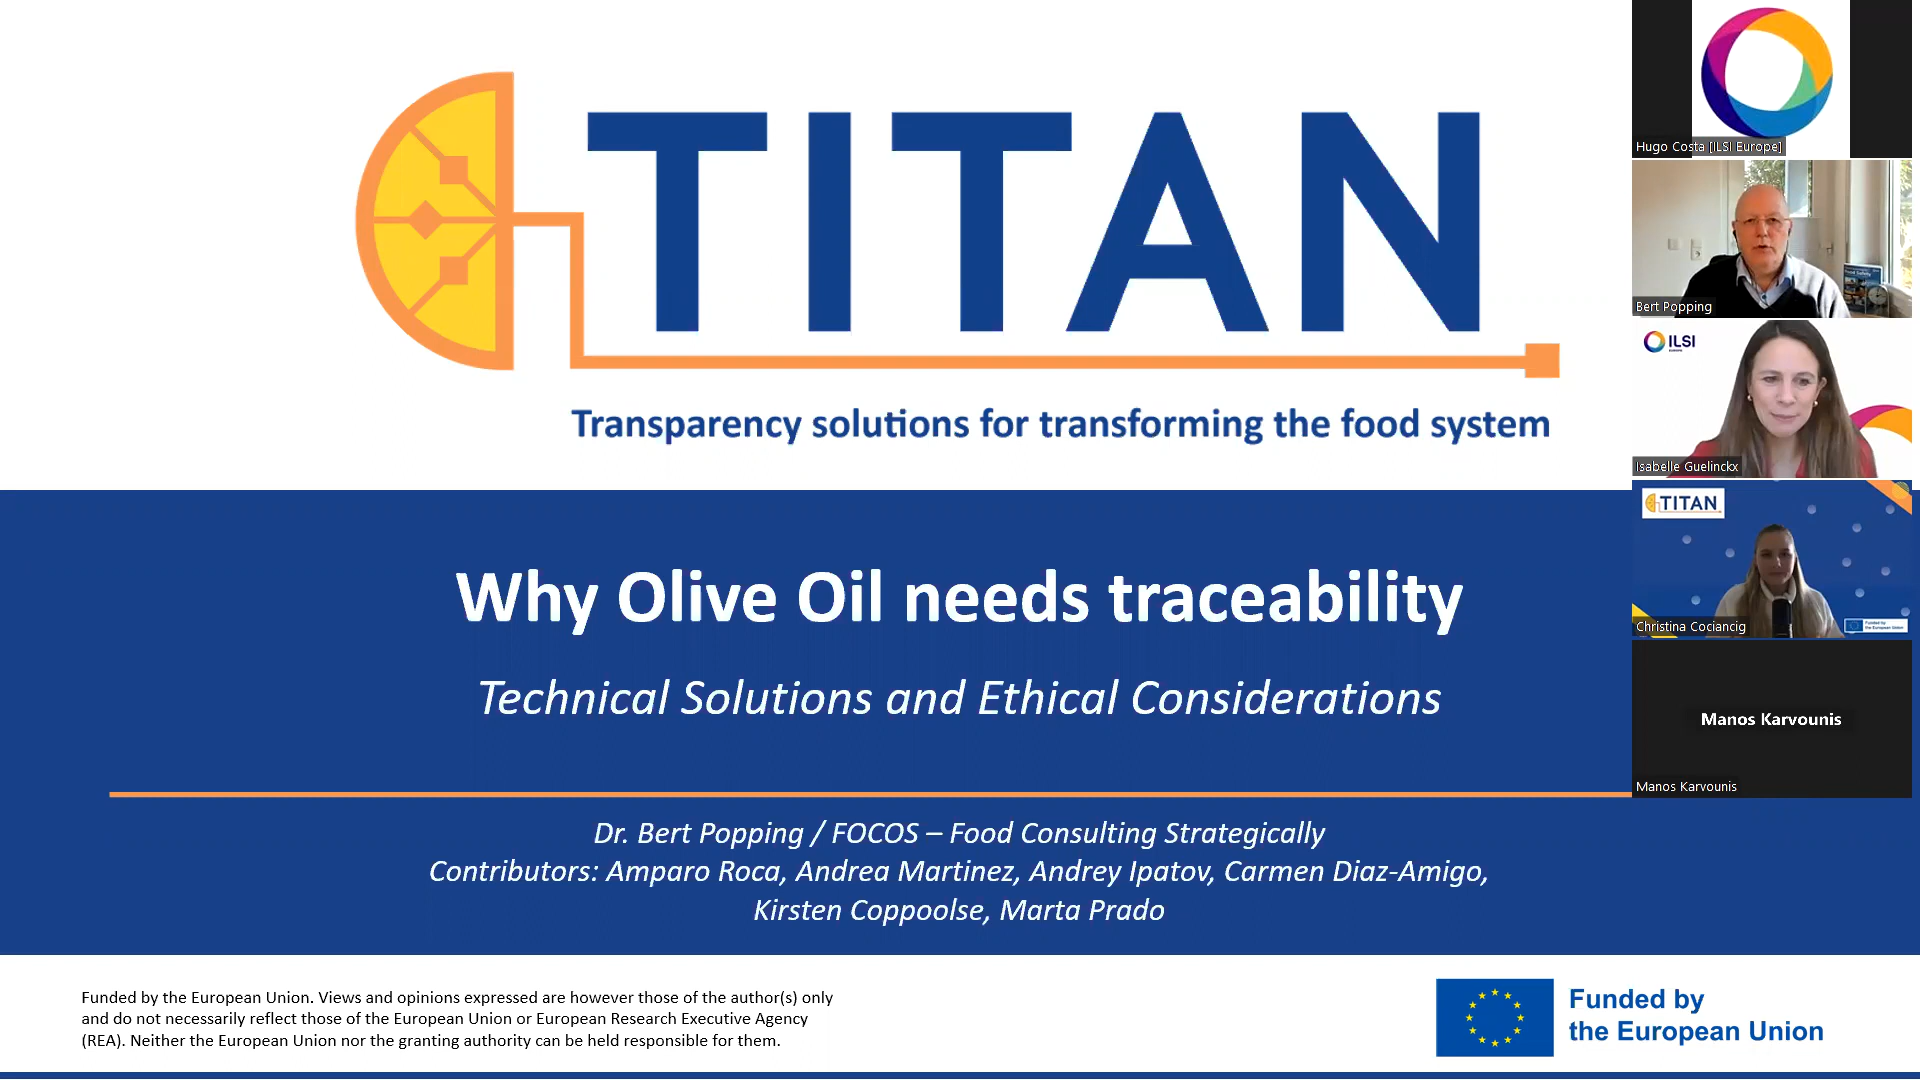 TITAN
Transparency solutions for transforming the food system
Why Olive Oil needs traceability
Technical Solutions and Ethical Considerations
Dr. Bert Popping / FOCOS – Food Consulting Strategically
Contributors: Amparo Roca, Andrea Martinez, Andrey Ipatov, Carmen Diaz-Amigo,
Kirsten Coppoolse, Marta Prado
Funded by the European Union. Views and opinions expressed are however those of the author(s) only
and do not necessarily reflect those of the European Union or European Research Executive Agency
(REA). Neither the European Union nor the granting authority can be held responsible for them.
Funded by
the European Union
Hugo Costa [ILSI Europe]
Bert Popping
ILSI
Isabelle Guelinckx
TITAN
Christina Cociancig
Funded by
the European Union
Manos Karvounis
Manos Karvounis